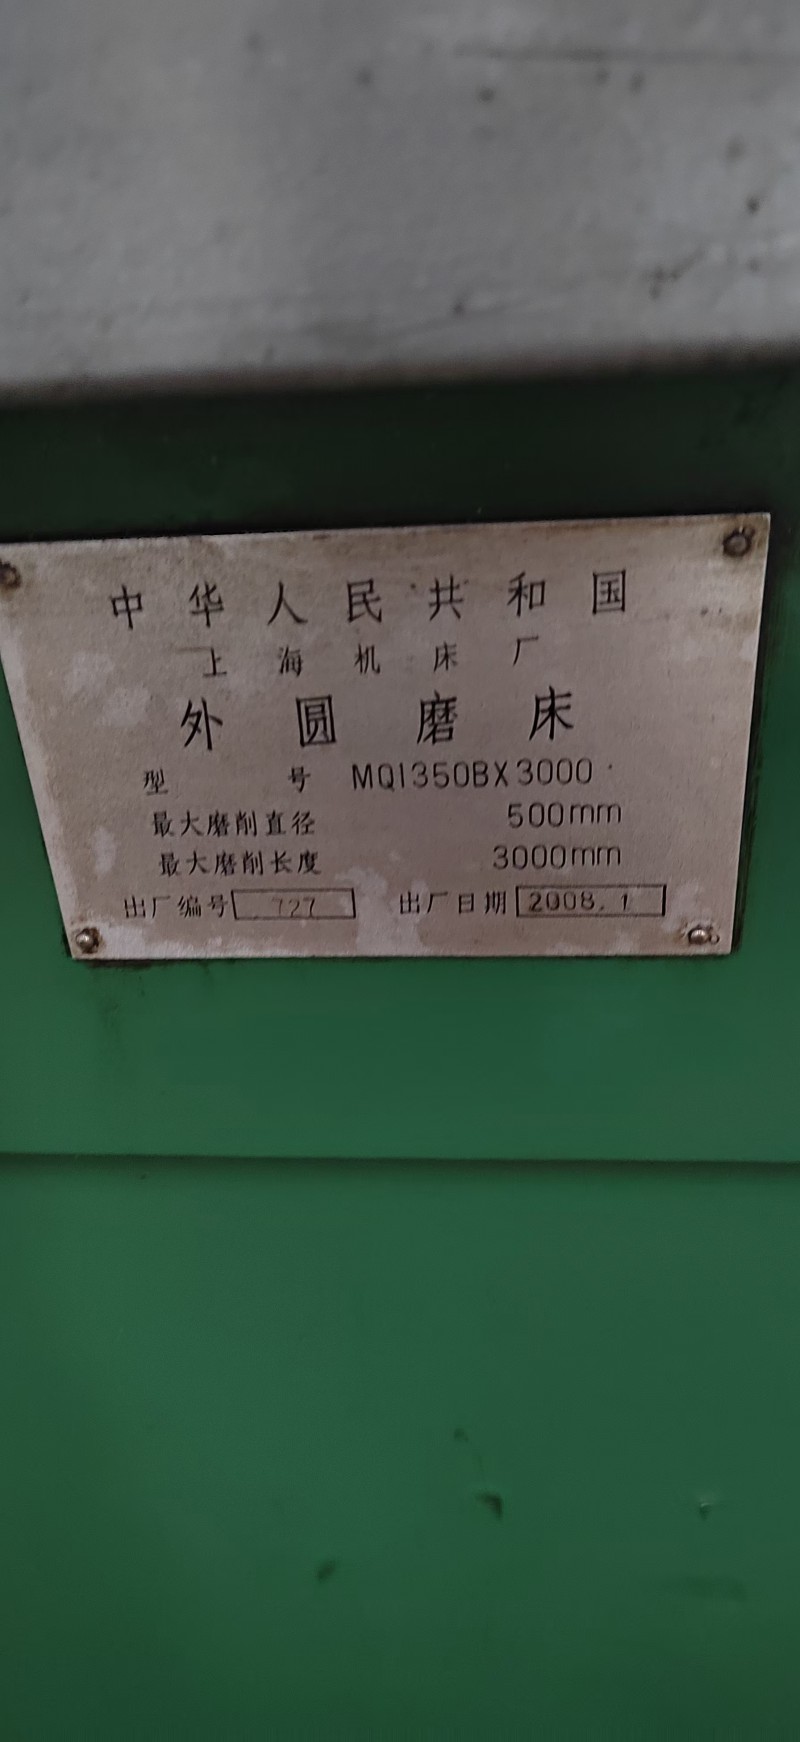 中华人民共和国
上海机床厂
外圆磨床
型号 MQ1350BX3000
最大磨削直径 500mm
最大磨削长度 3000mm
出厂编号 727 出厂日期 2008.1